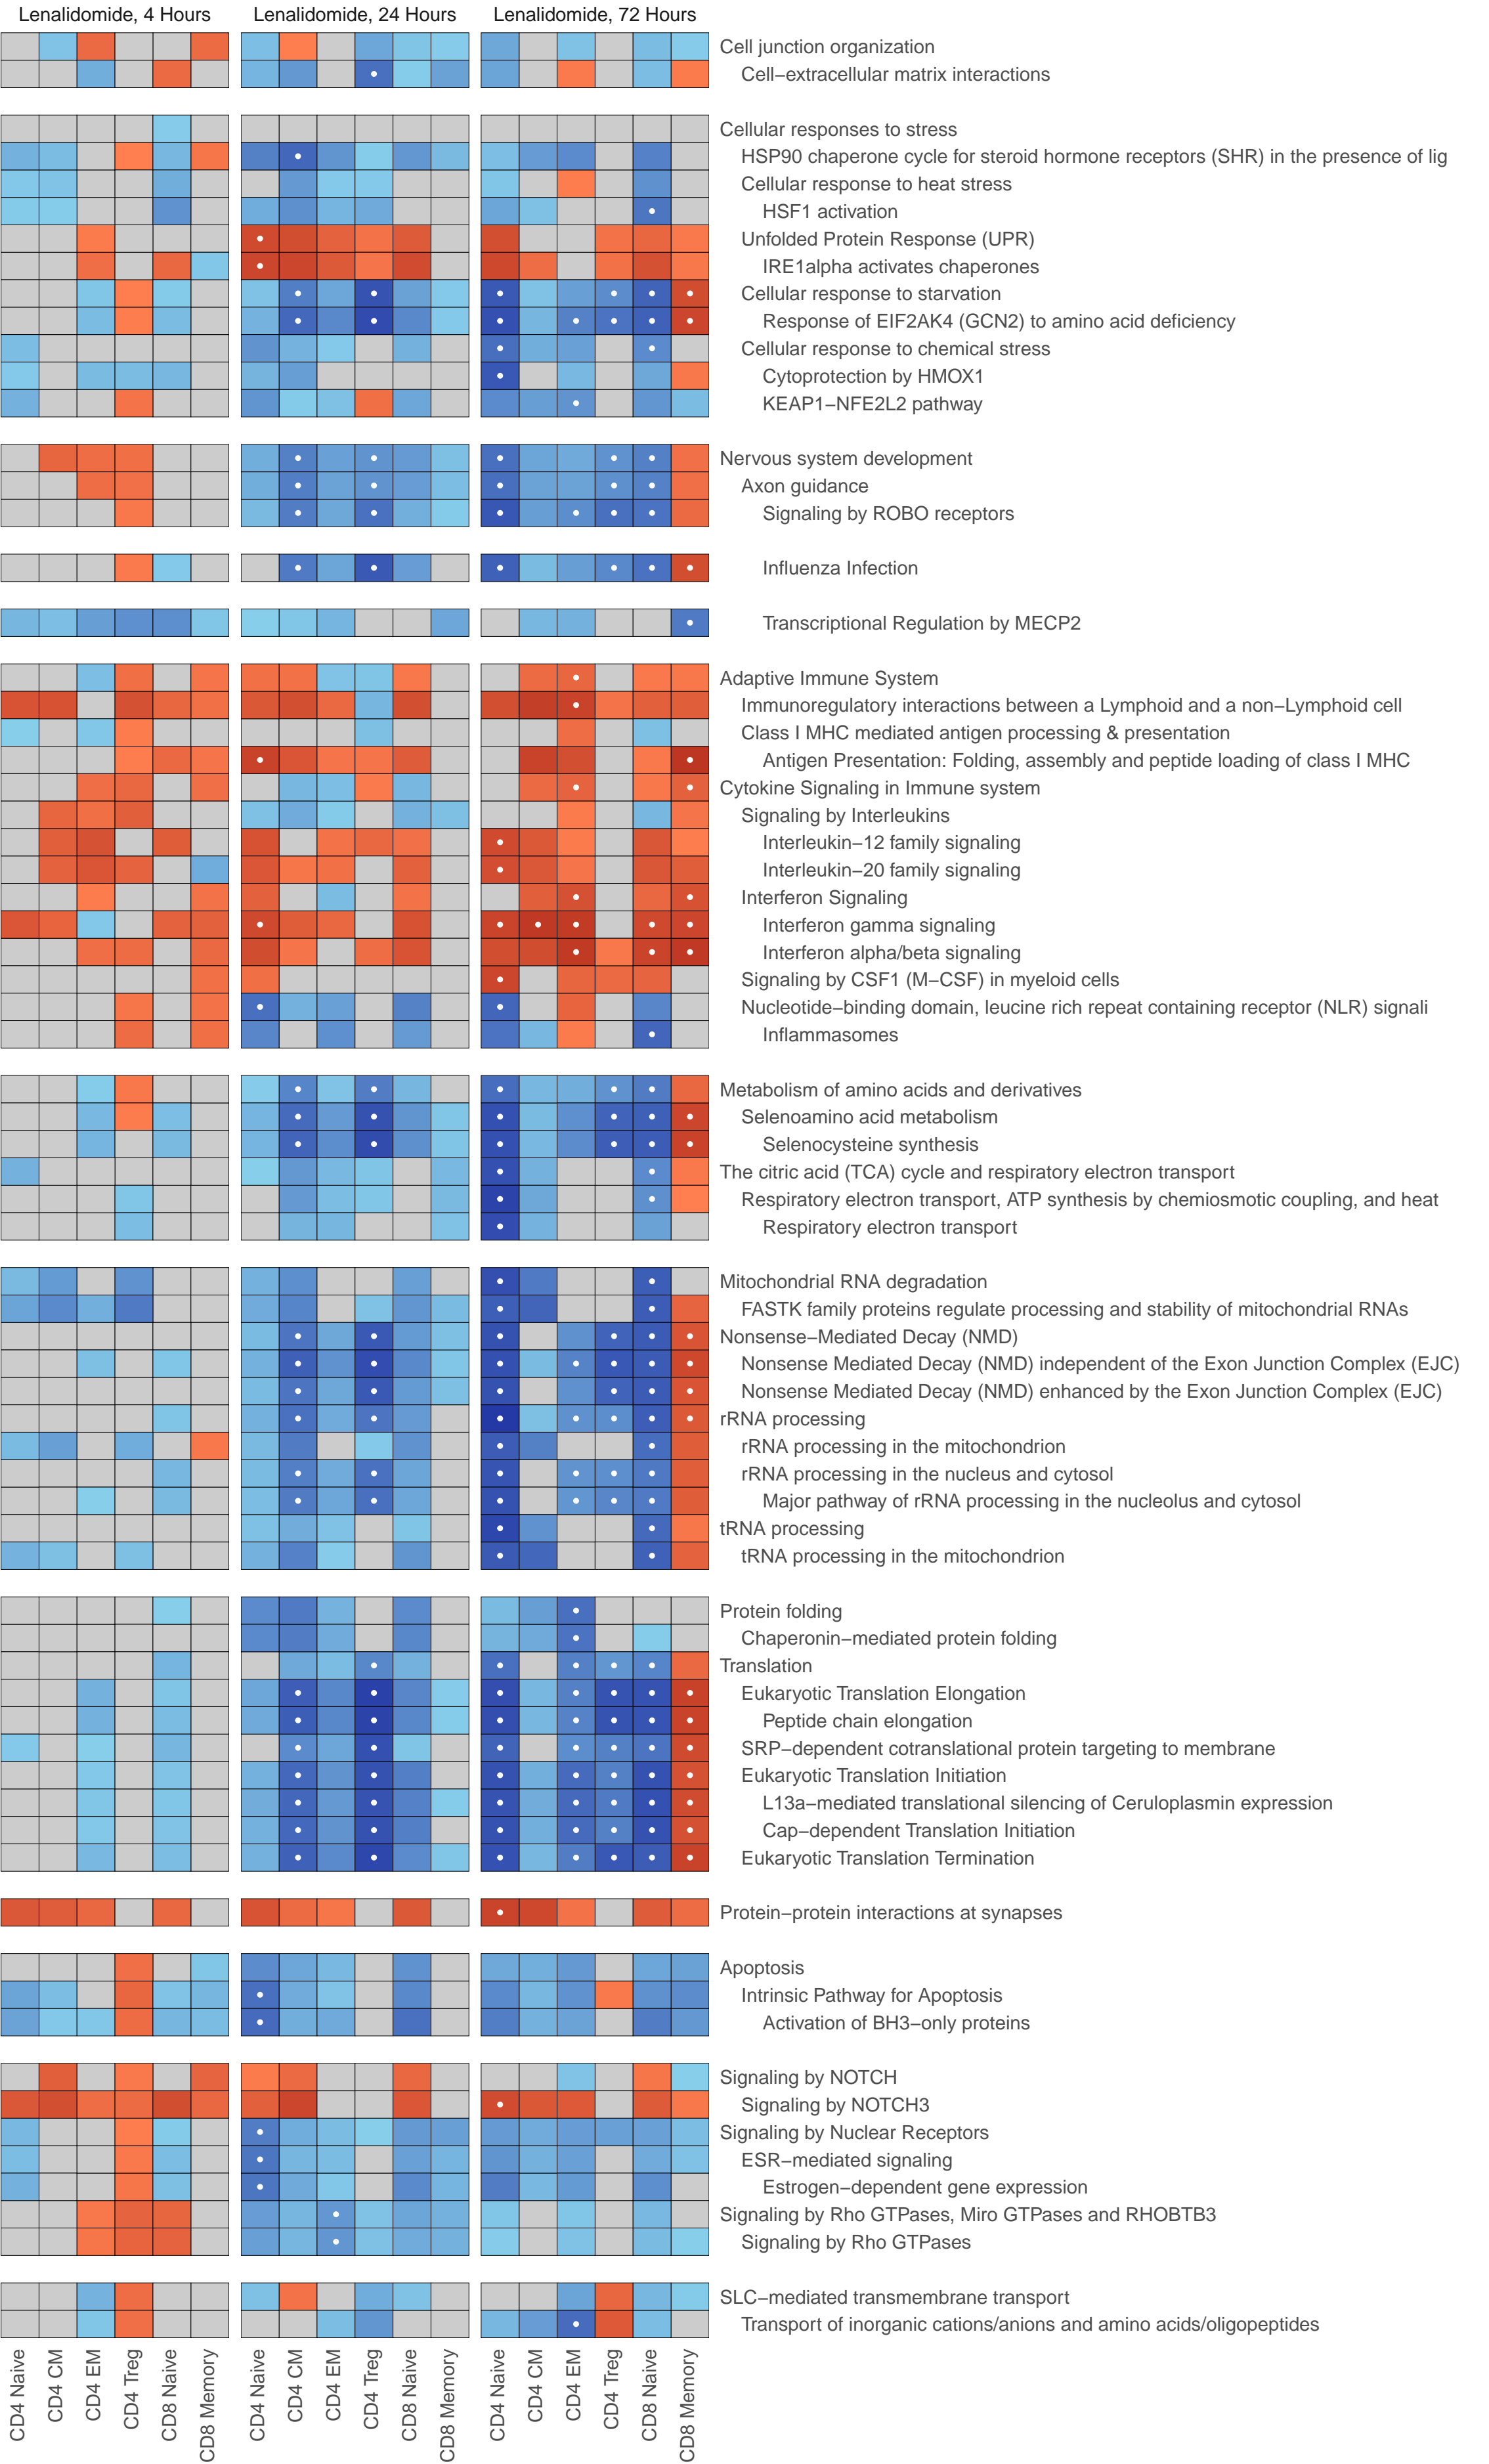 Lenalidomide, 4 Hours
Lenalidomide, 24 Hours
Lenalidomide, 72 Hours
Cell junction organization
Cell−extracellular matrix interactions
Cellular responses to stress
HSP90 chaperone cycle for steroid hormone receptors (SHR) in the presence of lig
Cellular response to heat stress
HSF1 activation
Unfolded Protein Response (UPR)
IRE1alpha activates chaperones
Cellular response to starvation
Response of EIF2AK4 (GCN2) to amino acid deficiency
Cellular response to chemical stress
Cytoprotection by HMOX1
KEAP1−NFE2L2 pathway
Nervous system development
Axon guidance
Signaling by ROBO receptors
Influenza Infection
Transcriptional Regulation by MECP2
Adaptive Immune System
Immunoregulatory interactions between a Lymphoid and a non−Lymphoid cell
Class I MHC mediated antigen processing & presentation
Antigen Presentation: Folding, assembly and peptide loading of class I MHC
Cytokine Signaling in Immune system
Signaling by Interleukins
Interleukin−12 family signaling
Interleukin−20 family signaling
Interferon Signaling
Interferon gamma signaling
Interferon alpha/beta signaling
Signaling by CSF1 (M−CSF) in myeloid cells
Nucleotide−binding domain, leucine rich repeat containing receptor (NLR) signali
Inflammasomes
Metabolism of amino acids and derivatives
Selenoamino acid metabolism
Selenocysteine synthesis
The citric acid (TCA) cycle and respiratory electron transport
Respiratory electron transport, ATP synthesis by chemiosmotic coupling, and heat
Respiratory electron transport
Mitochondrial RNA degradation
FASTK family proteins regulate processing and stability of mitochondrial RNAs
Nonsense−Mediated Decay (NMD)
Nonsense Mediated Decay (NMD) independent of the Exon Junction Complex (EJC)
Nonsense Mediated Decay (NMD) enhanced by the Exon Junction Complex (EJC)
rRNA processing
rRNA processing in the mitochondrion
rRNA processing in the nucleus and cytosol
Major pathway of rRNA processing in the nucleolus and cytosol
tRNA processing
tRNA processing in the mitochondrion
Protein folding
Chaperonin−mediated protein folding
Translation
Eukaryotic Translation Elongation
Peptide chain elongation
SRP−dependent cotranslational protein targeting to membrane
Eukaryotic Translation Initiation
L13a−mediated translational silencing of Ceruloplasmin expression
Cap−dependent Translation Initiation
Eukaryotic Translation Termination
Protein−protein interactions at synapses
Apoptosis
Intrinsic Pathway for Apoptosis
Activation of BH3−only proteins
Signaling by NOTCH
Signaling by NOTCH3
Signaling by Nuclear Receptors
ESR−mediated signaling
Estrogen−dependent gene expression
Signaling by Rho GTPases, Miro GTPases and RHOBTB3
Signaling by Rho GTPases
SLC−mediated transmembrane transport
Transport of inorganic cations/anions and amino acids/oligopeptides
CD4 Naive
CD4 CM
CD4 EM
CD4 Treg
CD8 Naive
CD8 Memory
CD4 Naive
CD4 CM
CD4 EM
CD4 Treg
CD8 Naive
CD8 Memory
CD4 Naive
CD4 CM
CD4 EM
CD4 Treg
CD8 Naive
CD8 Memory